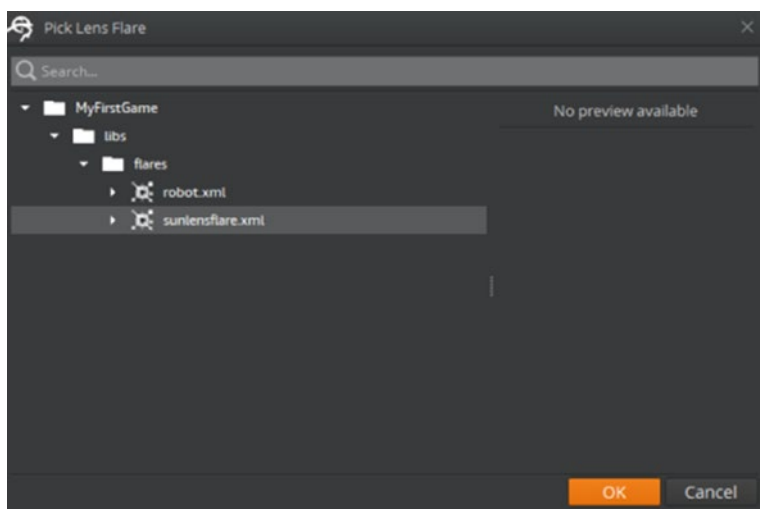 Pick Lens Flare
Search...
MyFirstGame
No preview available
libs
flares
robot.xml
sunlensflare.xml
OK Cancel